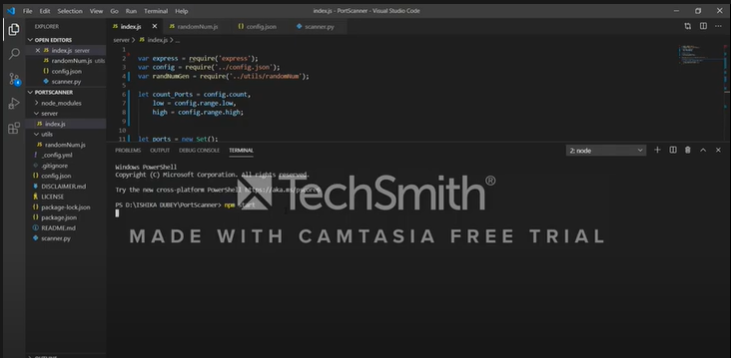 File Edit Selection View Go Run Terminal Help
index.js - PortScanner - Visual Studio Code
EXPLORER
index.js
randomNum.js
config.json
scanner.py
OPEN EDITORS
index.js server
randomNum.js utils
config.json
scanner.py
PORTSCANNER
node_modules
server
index.js
utils
randomNum.js
_config.yml
.gitignore
config.json
DISCLAIMER.md
LICENSE
package-lock.json
package.json
README.md
scanner.py
server > index.js > ...
1
2 var express = require('express');
3 var config = require('../config.json');
4 var randNumGen = require('../utils/randomNum');
5
6 let count_Ports = config.count,
7 low = config.range.low,
8 high = config.range.high;
9
11 let ports = new Set();
PROBLEMS OUTPUT DEBUG CONSOLE TERMINAL
2: node
Windows PowerShell
Copyright (C) Microsoft Corporation. All rights reserved.
Try the new cross-platform PowerShell https://aka.ms/
PS D:\ISHIKA DUBEY\PortScanner> npm start
TechSmith®
MADE WITH CAMTASIA FREE TRIAL